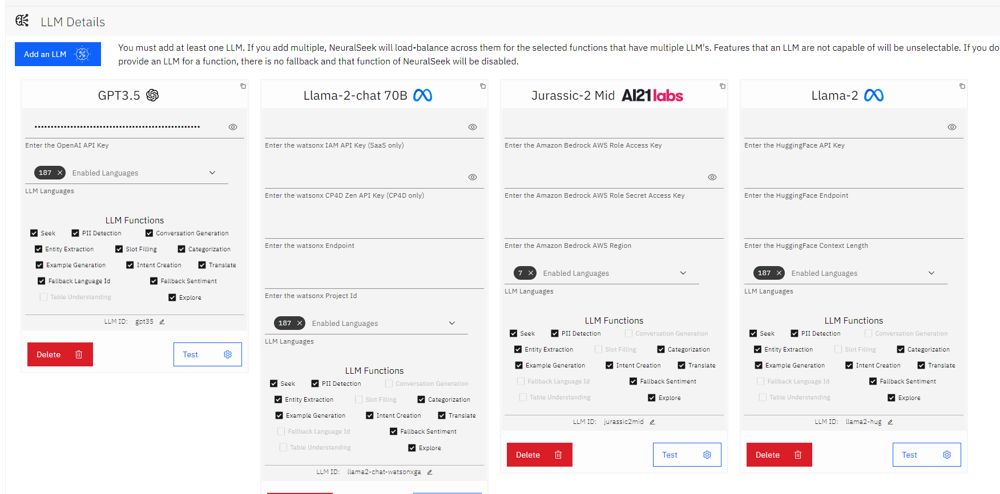 LLM Details
Add an LLM
You must add at least one LLM. If you add multiple, NeuralSeek will load-balance across them for the selected functions that have multiple LLM's. Features that an LLM are not capable of will be unselectable. If you do
provide an LLM for a function, there is no fallback and that function of NeuralSeek will be disabled.
GPT3.5
Enter the OpenAI API Key
187 × Enabled Languages
LLM Languages
LLM Functions
Seek PII Detection Conversation Generation
Entity Extraction Slot Filling Categorization
Example Generation Intent Creation Translate
Fallback Language Id Fallback Sentiment
Table Understanding Explore
LLM ID: gpt35
Delete Test
Llama-2-chat 70B
Enter the watsonx IAM API Key (SaaS only)
Enter the watsonx CP4D Zen API Key (CP4D only)
Enter the watsonx Endpoint
Enter the watsonx Project Id
187 × Enabled Languages
LLM Languages
LLM Functions
Seek PII Detection Conversation Generation
Entity Extraction Slot Filling Categorization
Example Generation Intent Creation Translate
Fallback Language Id Fallback Sentiment
Table Understanding Explore
LLM ID: llama2-chat-watsonxga
Jurassic-2 Mid AI21labs
Enter the Amazon Bedrock AWS Role Access Key
Enter the Amazon Bedrock AWS Role Secret Access Key
Enter the Amazon Bedrock AWS Region
7 × Enabled Languages
LLM Languages
LLM Functions
Seek PII Detection Conversation Generation
Entity Extraction Slot Filling Categorization
Example Generation Intent Creation Translate
Fallback Language Id Fallback Sentiment
Table Understanding Explore
LLM ID: jurassic2mid
Delete Test
Llama-2
Enter the HuggingFace API Key
Enter the HuggingFace Endpoint
Enter the HuggingFace Context Length
187 × Enabled Languages
LLM Languages
LLM Functions
Seek PII Detection Conversation Generation
Entity Extraction Slot Filling Categorization
Example Generation Intent Creation Translate
Fallback Language Id Fallback Sentiment
Table Understanding Explore
LLM ID: llama2-hug
Delete Test